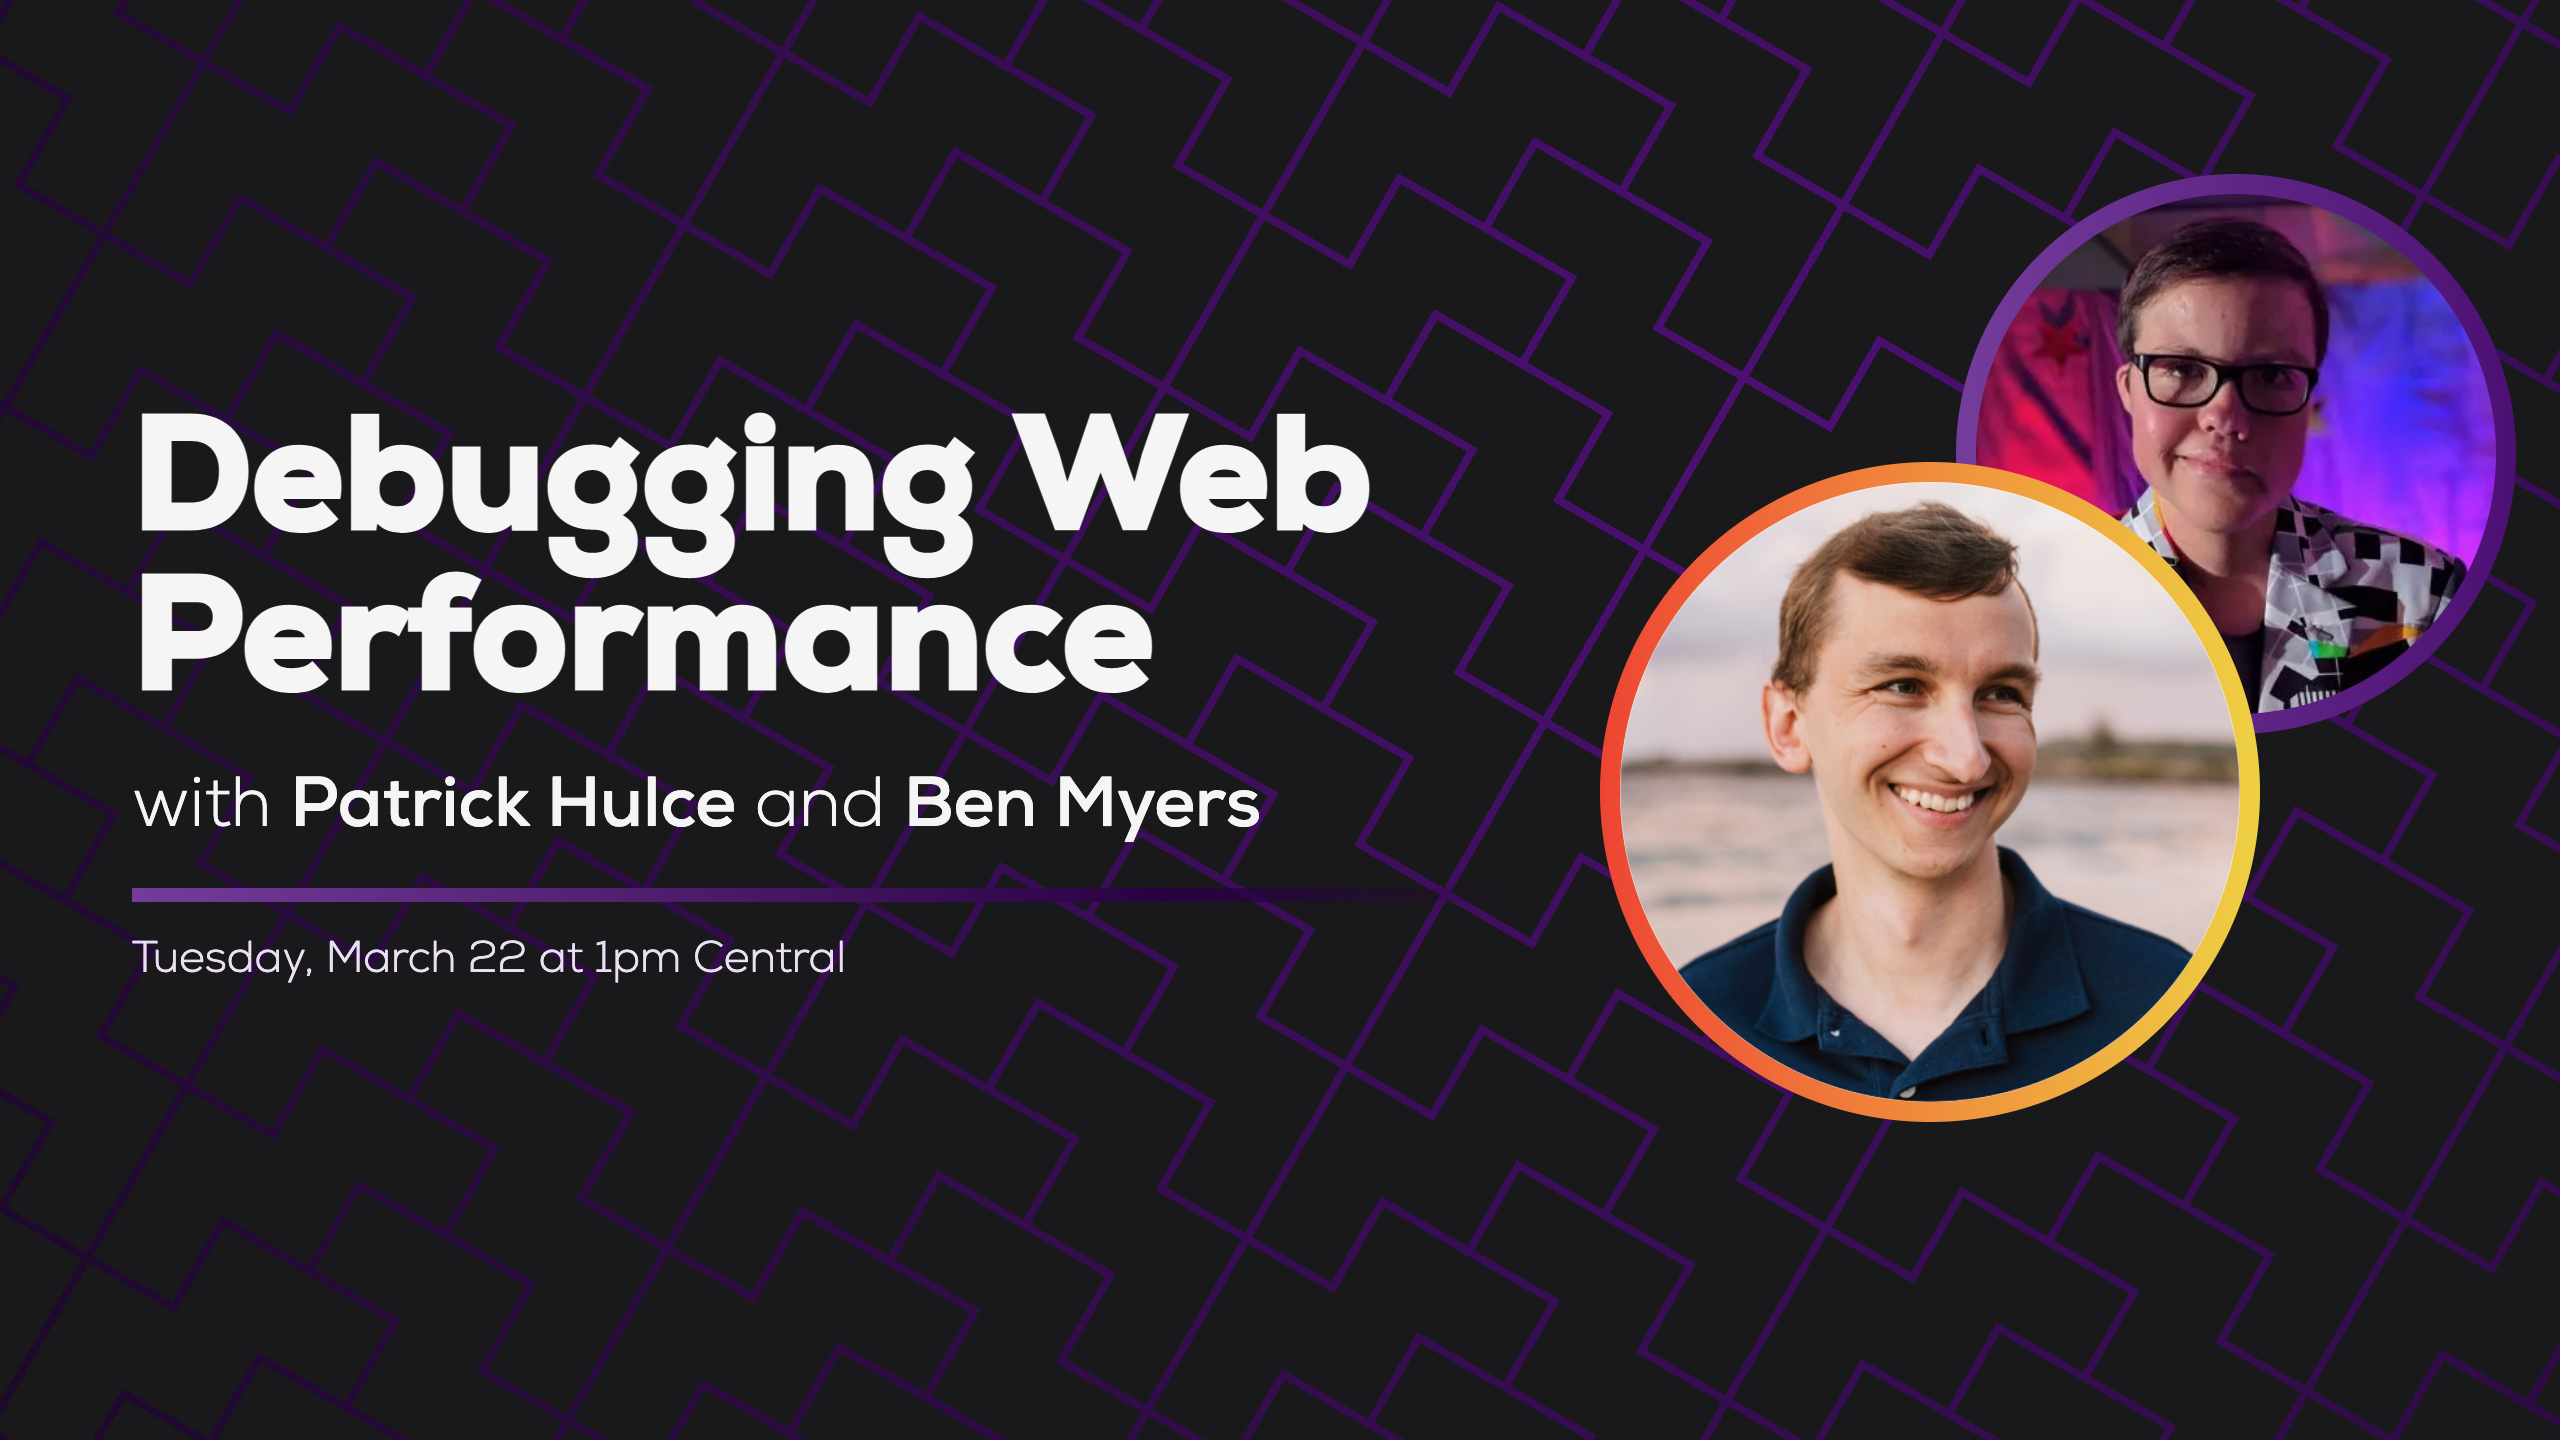 Debugging Web
Performance
with Patrick Hulce and Ben Myers
Tuesday, March 22 at 1pm Central